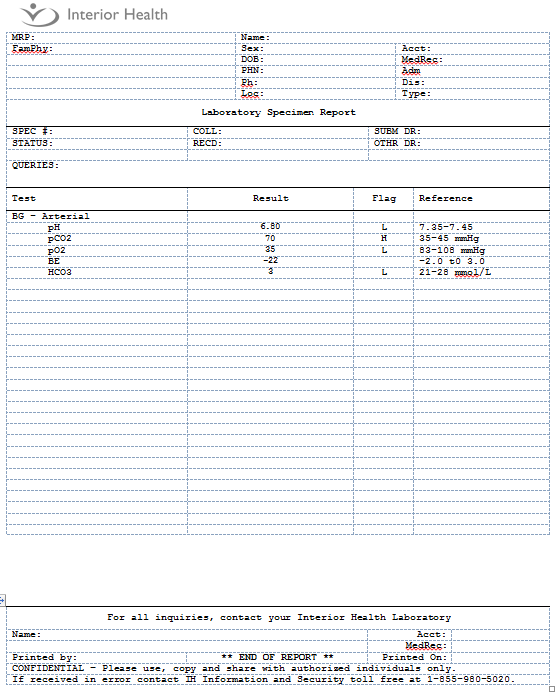 Interior Health
MRP: Name:
FamPhy: Sex: Acct:
DOB: MedRec:
PHN: Adm
Ph: Dis:
Loc: Type:
Laboratory Specimen Report
SPEC #: COLL: SUBM DR:
STATUS: RECD: OTHR DR:
QUERIES:
Test Result Flag Reference
BG - Arterial
pH 6.80 L 7.35-7.45
pCO2 70 H 35-45 mmHg
pO2 35 L 83-108 mmHg
BE -22 -2.0 t0 3.0
HCO3 3 L 21-28 mmol/L
For all inquiries, contact your Interior Health Laboratory
Name: Acct:
MedRec:
Printed by: ** END OF REPORT ** Printed On:
CONFIDENTIAL - Please use, copy and share with authorized individuals only.
If received in error contact IH Information and Security toll free at 1-855-980-5020.